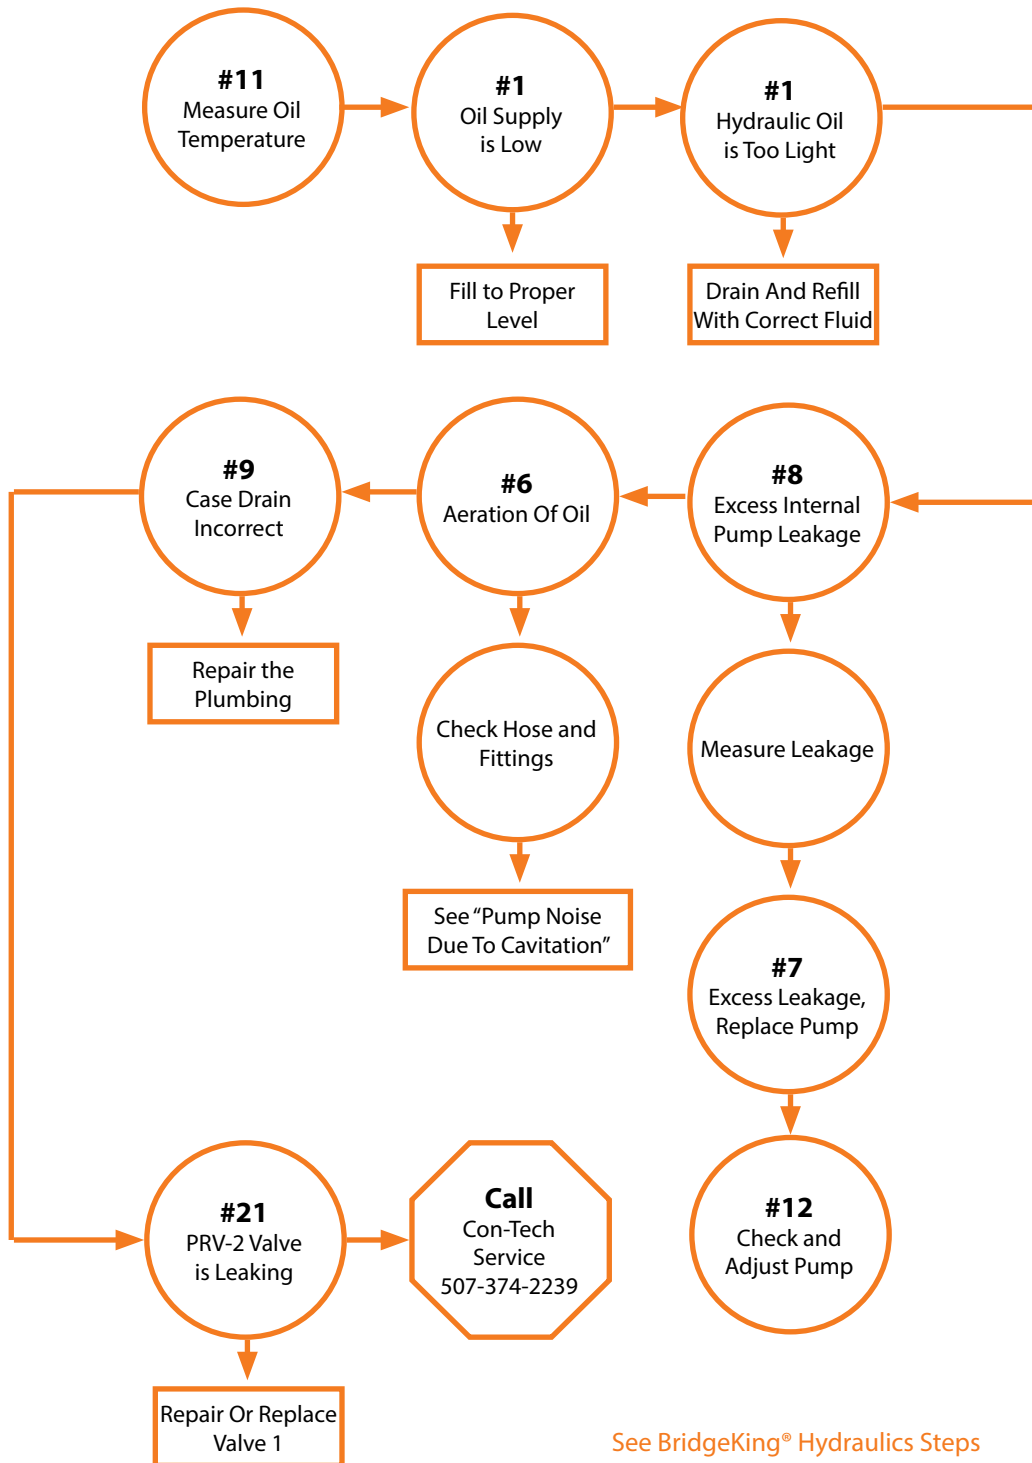 #11
Measure Oil
Temperature
#1
Oil Supply
is Low
#1
Hydraulic Oil
is Too Light
Fill to Proper
Level
Drain And Refill
With Correct Fluid
#9
Case Drain
Incorrect
#6
Aeration Of Oil
#8
Excess Internal
Pump Leakage
Repair the
Plumbing
Check Hose and
Fittings
Measure Leakage
See “Pump Noise
Due To Cavitation”
#7
Excess Leakage,
Replace Pump
#21
PRV-2 Valve
is Leaking
Call
Con-Tech
Service
507-374-2239
#12
Check and
Adjust Pump
Repair Or Replace
Valve 1
See BridgeKing® Hydraulics Steps